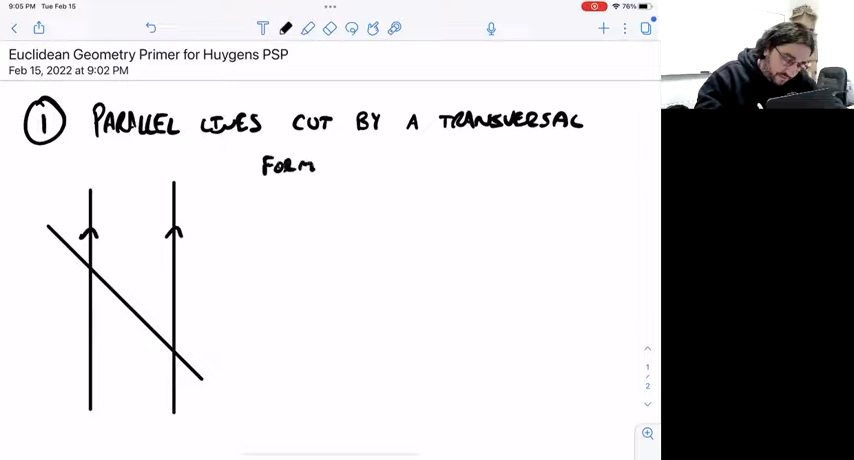 9:05 PM Tue Feb 15
76%
Euclidean Geometry Primer for Huygens PSP
Feb 15, 2022 at 9:02 PM
1 PARALLEL LINES CUT BY A TRANSVERSAL
FORM
1
/
2